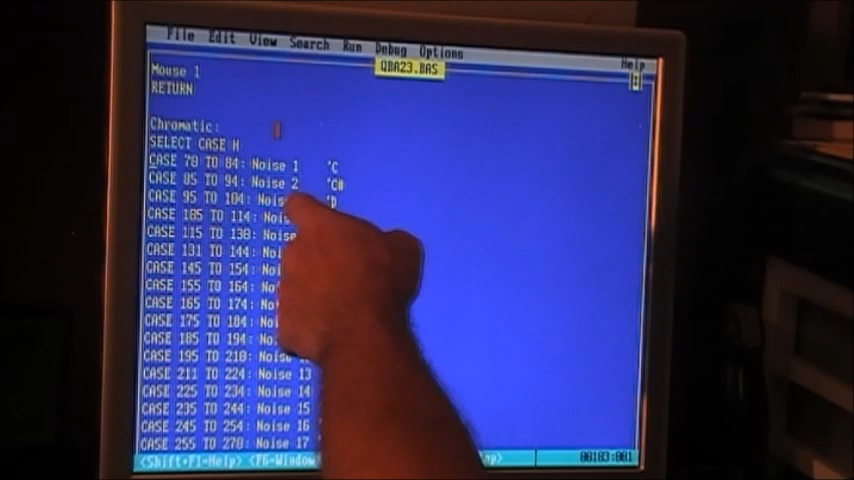 File Edit View Search Run Debug Options Help
QBA23.BAS
Mouse 1
RETURN
Chromatic:
SELECT CASE H
CASE 70 TO 84: Noise 1 'C
CASE 85 TO 94: Noise 2 'C#
CASE 95 TO 104: Noise 'D
CASE 105 TO 114: Noi
CASE 115 TO 130: Noise
CASE 131 TO 144: Noi
CASE 145 TO 154: Noi
CASE 155 TO 164: No
CASE 165 TO 174: No
CASE 175 TO 184: No
CASE 185 TO 194: No
CASE 195 TO 210: Noise
CASE 211 TO 224: Noise 13
CASE 225 TO 234: Noise 14
CASE 235 TO 244: Noise 15
CASE 245 TO 254: Noise 16 '
CASE 255 TO 270: Noise 17 '
<Shift+F1=Help> <F6=Window 00103:001